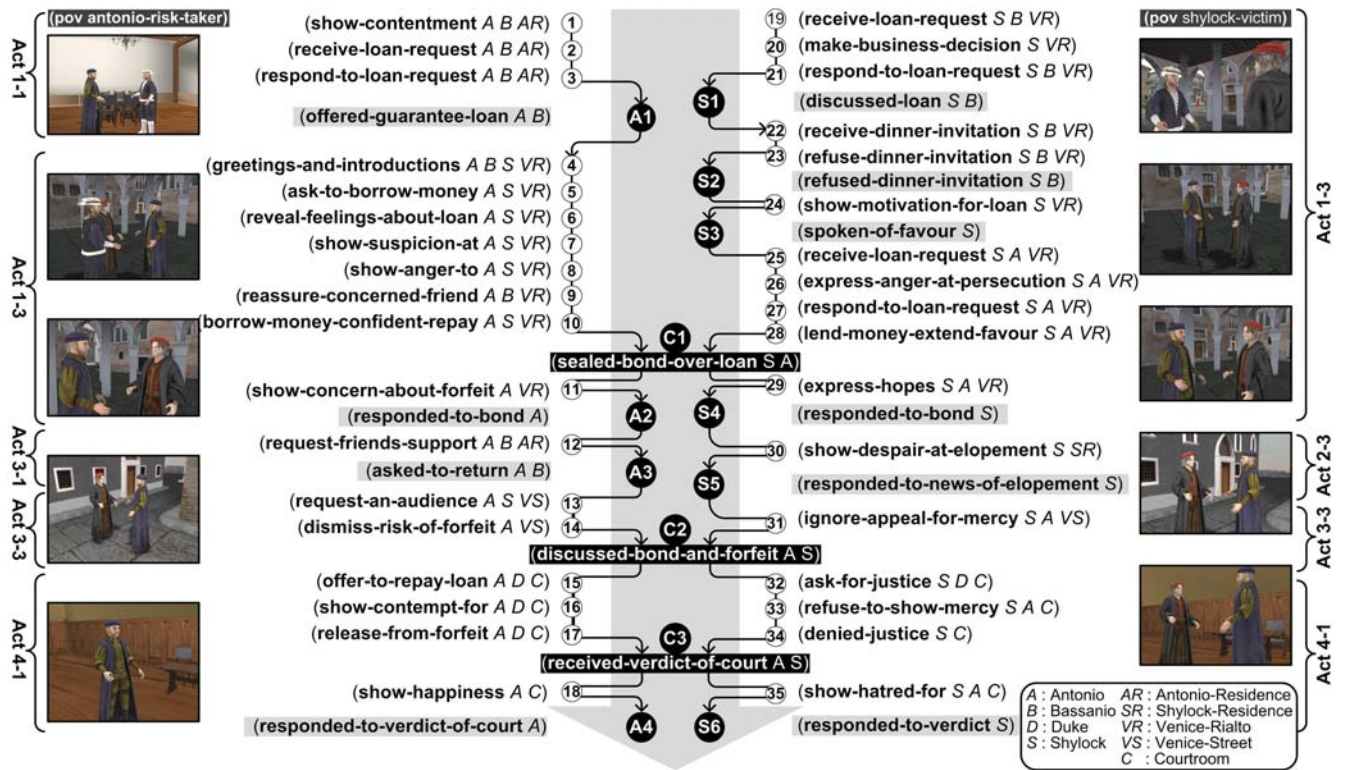 (pov antonio-risk-taker)
Act 1-1
(show-contentment A B AR) 1
(receive-loan-request A B AR) 2
(respond-to-loan-request A B AR) 3
(offered-guarantee-loan A B) A1
Act 1-3
(greetings-and-introductions A B S VR) 4
(ask-to-borrow-money A S VR) 5
(reveal-feelings-about-loan A S VR) 6
(show-suspicion-at A S VR) 7
(show-anger-to A S VR) 8
(reassure-concerned-friend A B VR) 9
(borrow-money-confident-repay A S VR) 10
C1
(sealed-bond-over-loan S A)
(show-concern-about-forfeit A VR) 11
(responded-to-bond A) A2
Act 3-1
(request-friends-support A B AR) 12
(asked-to-return A B) A3
Act 3-3
(request-an-audience A S VS) 13
(dismiss-risk-of-forfeit A VS) 14
C2
(discussed-bond-and-forfeit A S)
Act 4-1
(offer-to-repay-loan A D C) 15
(show-contempt-for A D C) 16
(release-from-forfeit A D C) 17
C3
(received-verdict-of-court A S)
(show-happiness A C) 18
(responded-to-verdict-of-court A) A4
(pov shylock-victim)
Act 1-3
19 (receive-loan-request S B VR)
20 (make-business-decision S VR)
21 (respond-to-loan-request S B VR)
S1 (discussed-loan S B)
22 (receive-dinner-invitation S B VR)
23 (refuse-dinner-invitation S B VR)
S2 (refused-dinner-invitation S B)
24 (show-motivation-for-loan S VR)
S3 (spoken-of-favour S)
25 (receive-loan-request S A VR)
26 (express-anger-at-persecution S A VR)
27 (respond-to-loan-request S A VR)
28 (lend-money-extend-favour S A VR)
29 (express-hopes S A VR)
S4 (responded-to-bond S)
Act 2-3
30 (show-despair-at-elopement S SR)
S5 (responded-to-news-of-elopement S)
Act 3-3
31 (ignore-appeal-for-mercy S A VS)
Act 4-1
32 (ask-for-justice S D C)
33 (refuse-to-show-mercy S A C)
34 (denied-justice S C)
35 (show-hatred-for S A C)
S6 (responded-to-verdict S)
A : Antonio AR : Antonio-Residence
B : Bassanio SR : Shylock-Residence
D : Duke VR : Venice-Rialto
S : Shylock VS : Venice-Street
C : Courtroom